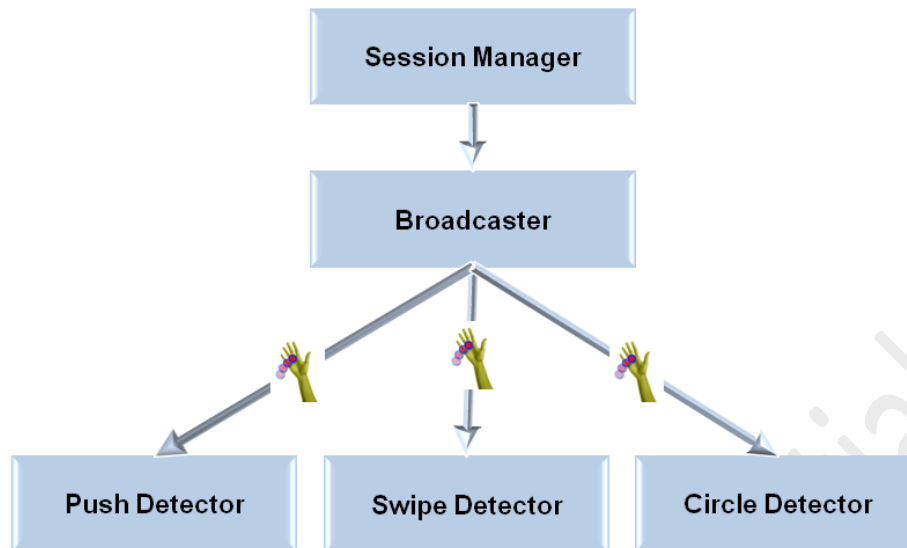 Session Manager
Broadcaster
Push Detector
Swipe Detector
Circle Detector